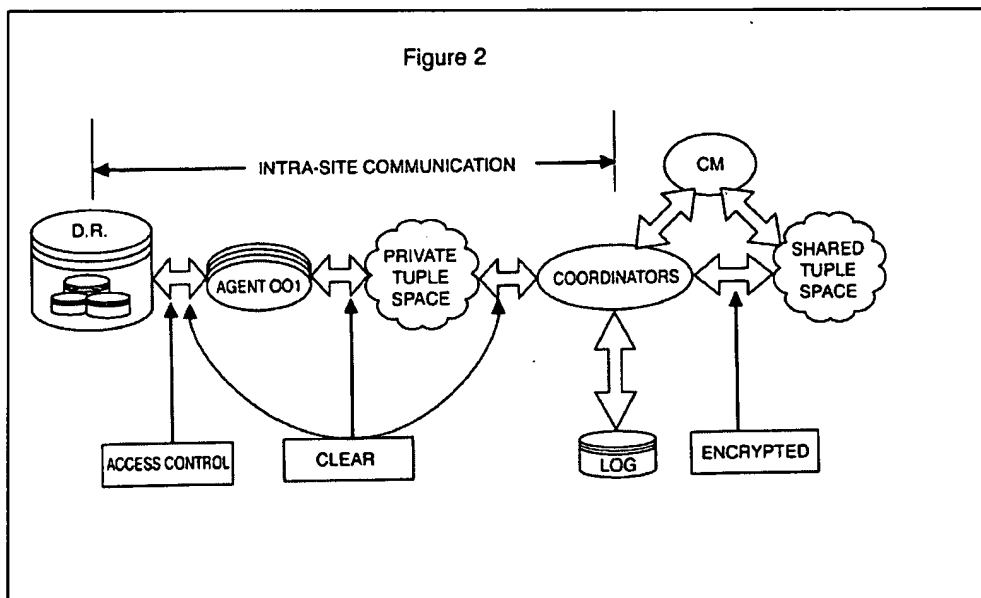 Figure 2
INTRA-SITE COMMUNICATION
CM
D.R.
AGENT OO1
PRIVATE
TUPLE
SPACE
COORDINATORS
SHARED
TUPLE
SPACE
ACCESS CONTROL
CLEAR
LOG
ENCRYPTED